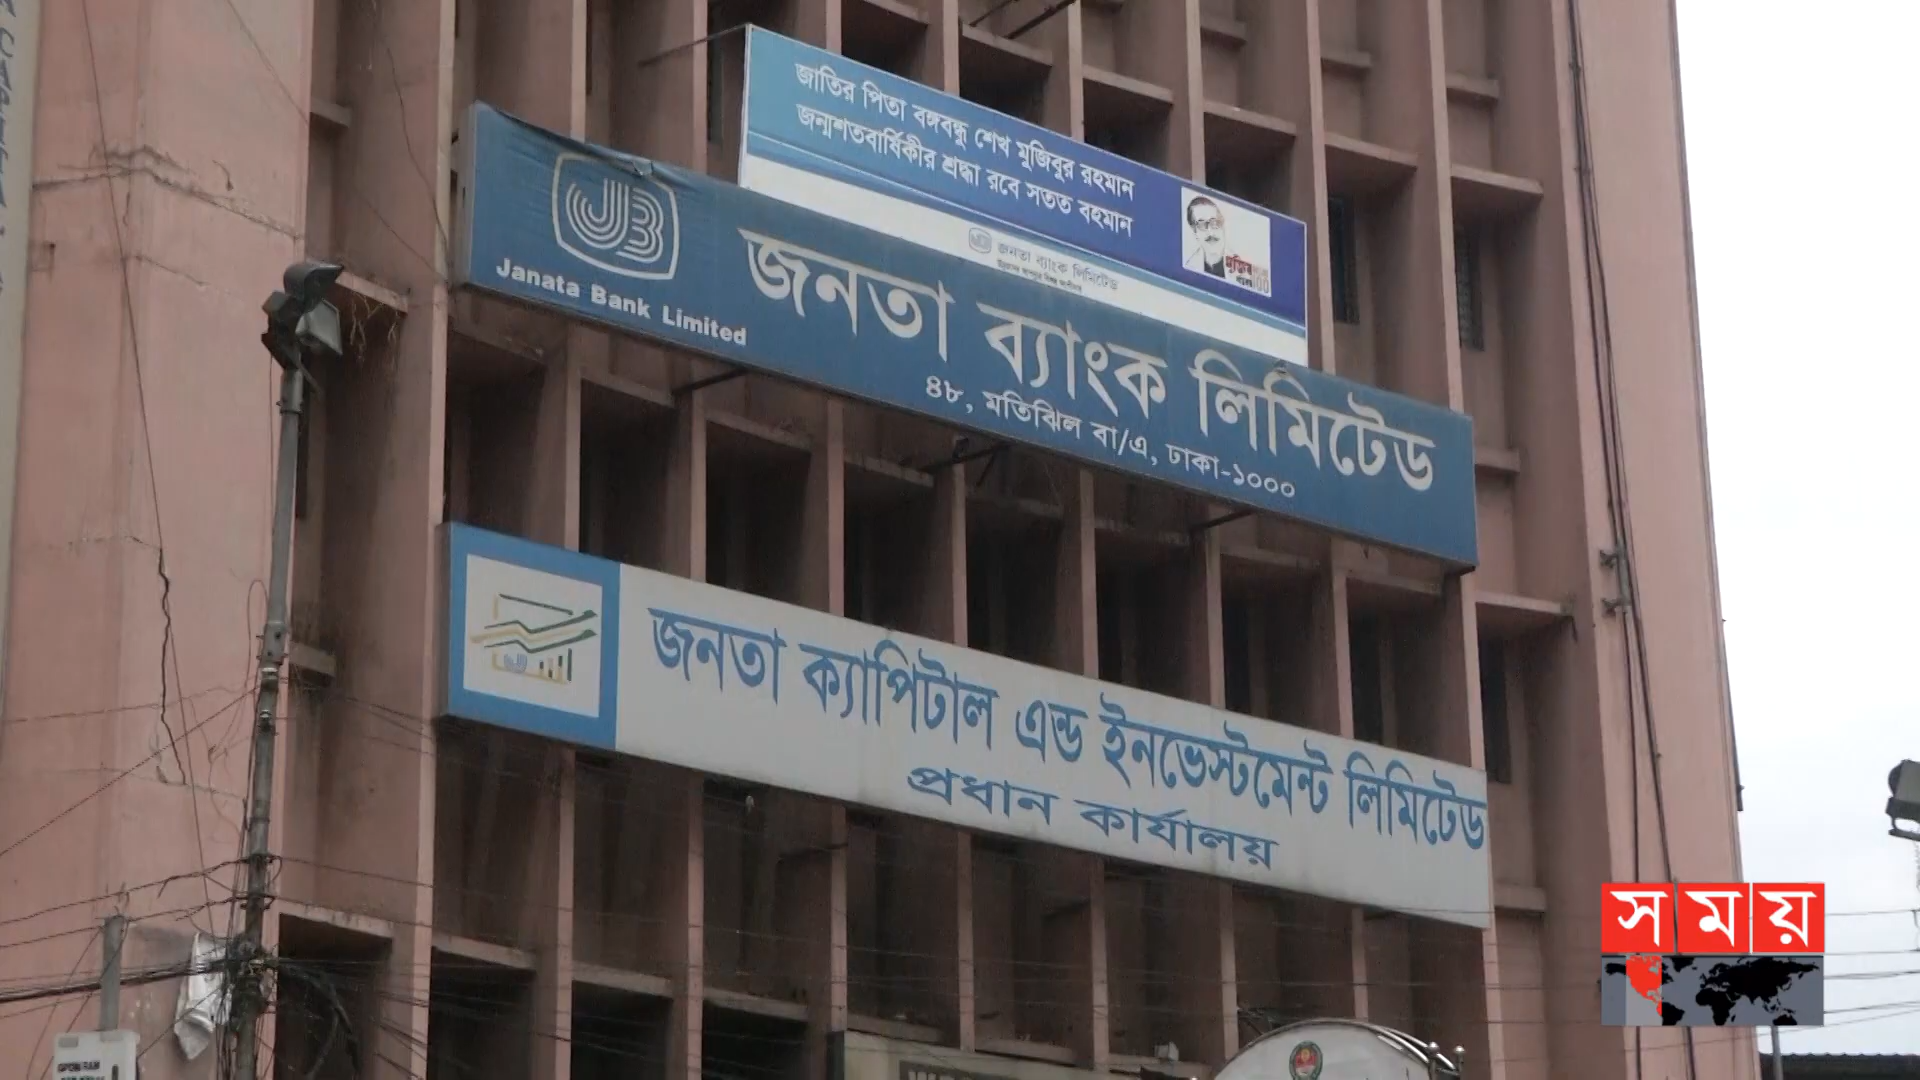 জাতির পিতা বঙ্গবন্ধু শেখ মুজিবুর রহমান
জন্মশতবার্ষিকীর শ্রদ্ধা রবে সতত বহমান
জনতা ব্যাংক লিমিটেড
JB
Janata Bank Limited
জনতা ব্যাংক লিমিটেড
৪৮, মতিঝিল বা/এ, ঢাকা-১০০০
জনতা ক্যাপিটাল এন্ড ইনভেস্টমেন্ট লিমিটেড
প্রধান কার্যালয়
সময়